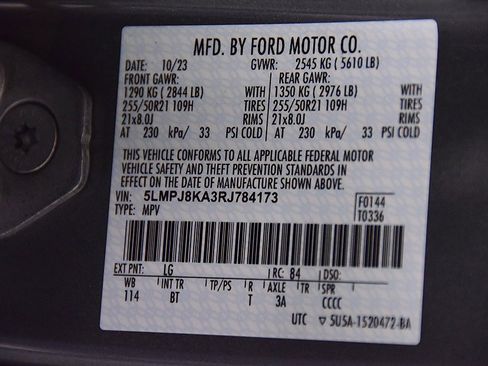 MFD. BY FORD MOTOR CO.
DATE: 10/23 GVWR: 2545 KG ( 5610 LB)
FRONT GAWR: REAR GAWR:
1290 KG ( 2844 LB) WITH 1350 KG ( 2976 LB) WITH
255/50R21 109H TIRES 255/50R21 109H TIRES
21x8.0J RIMS 21x8.0J RIMS
AT 230 kPa/ 33 PSI COLD AT 230 kPa/ 33 PSI COLD
THIS VEHICLE CONFORMS TO ALL APPLICABLE FEDERAL MOTOR
VEHICLE SAFETY AND THEFT PREVENTION STANDARDS
IN EFFECT ON THE DATE OF MANUFACTURE SHOWN ABOVE.
VIN: 5LMPJ8KA3RJ784173 F0144
TYPE: MPV T0336
EXT PNT: LG RC: 84 DSO:
WB INT TR TP/PS R AXLE TR SPR
114 BT T 3A CCCC
UTC ▽ 5U5A-1520472-BA